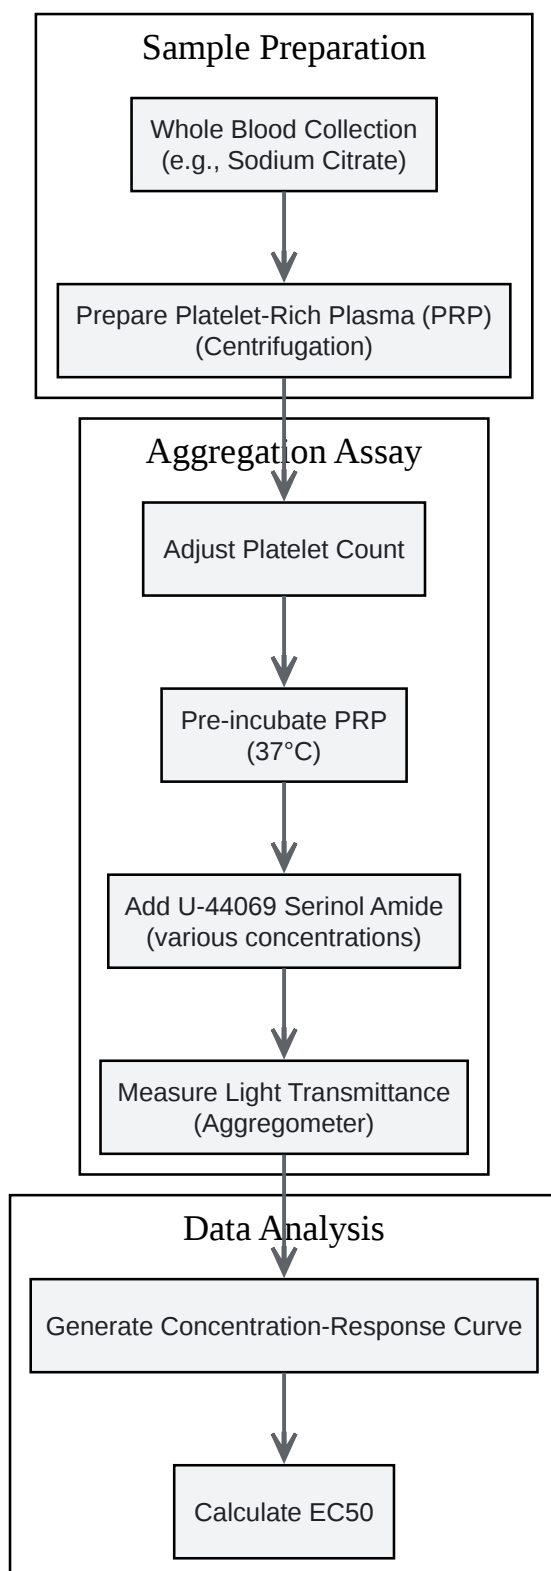 Sample Preparation
Whole Blood Collection
(e.g., Sodium Citrate)
Prepare Platelet-Rich Plasma (PRP)
(Centrifugation)
Aggregation Assay
Adjust Platelet Count
Pre-incubate PRP
(37°C)
Add U-44069 Serinol Amide
(various concentrations)
Measure Light Transmittance
(Aggregometer)
Data Analysis
Generate Concentration-Response Curve
Calculate EC50